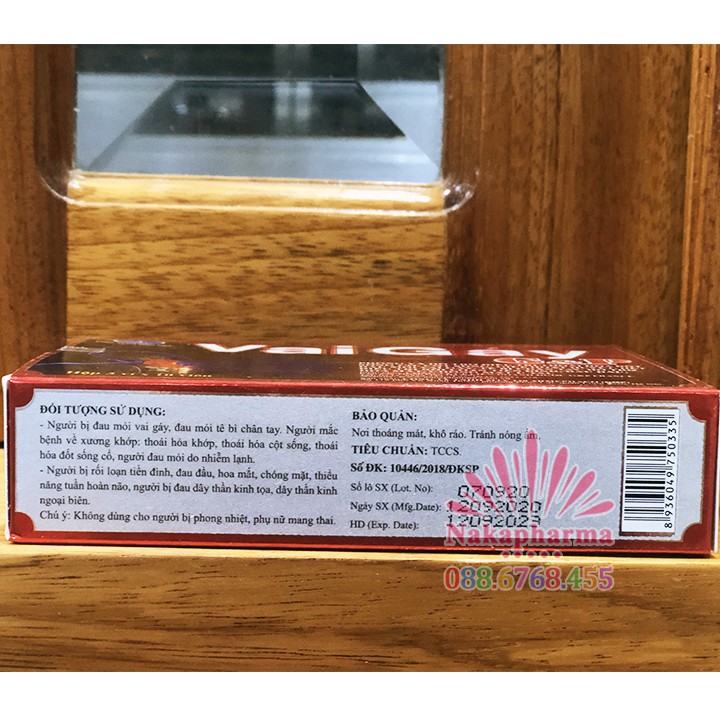 Vai Gáy
ĐỐI TƯỢNG SỬ DỤNG:
- Người bị đau mỏi vai gáy, đau mỏi tê bì chân tay. Người mắc
bệnh về xương khớp: thoái hóa khớp, thoái hóa cột sống, thoái
hóa đốt sống cổ, người đau mỏi do nhiễm lạnh.
- Người bị rối loạn tiền đình, đau đầu, hoa mắt, chóng mặt, thiểu
năng tuần hoàn não, người bị đau dây thần kinh tọa, dây thần kinh
ngoại biên.
Chú ý: Không dùng cho người bị phong nhiệt, phụ nữ mang thai.
BẢO QUẢN:
Nơi thoáng mát, khô ráo. Tránh nóng ẩm.
TIÊU CHUẨN: TCCS.
Số ĐK: 10446/2018/ĐKSP
Số lô SX (Lot. No): 070920
Ngày SX (Mfg.Date): 12092020
HD (Exp. Date): 12092023
8936049750335
Nakapharma
088.6768.455